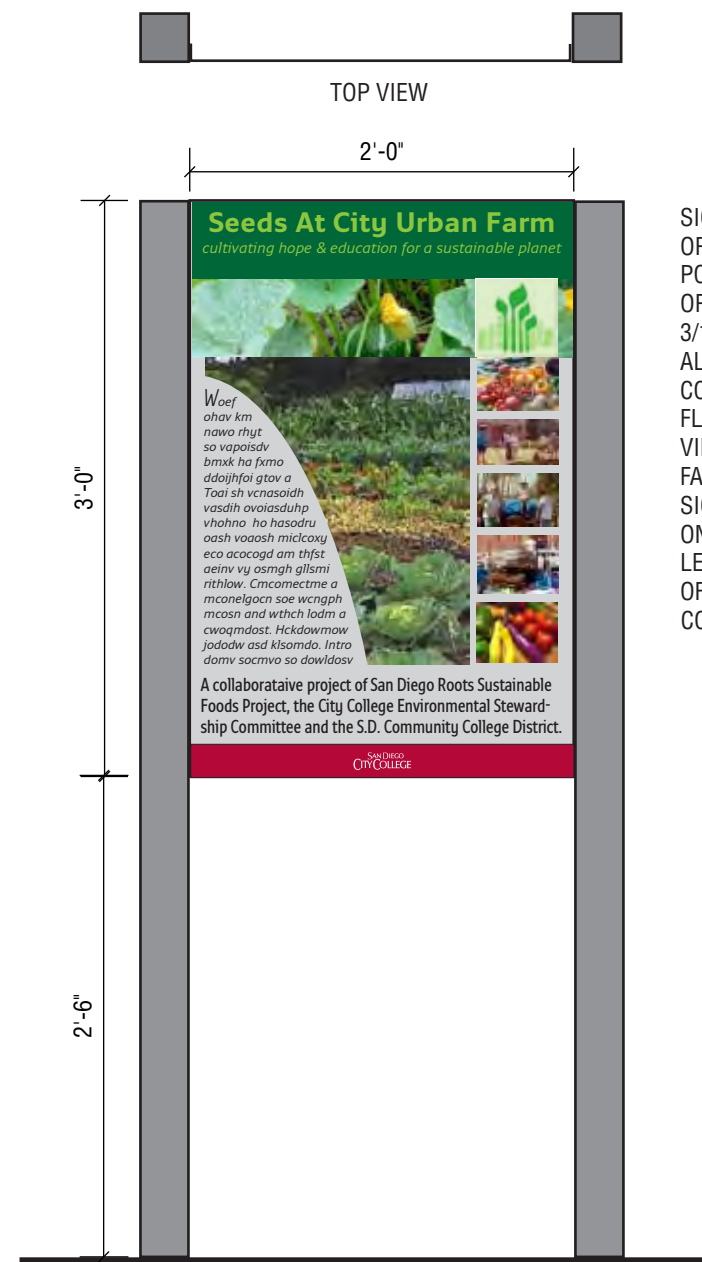 TOP VIEW
2'-0"
3'-0"
2'-6"
Seeds At City Urban Farm
cultivating hope & education for a sustainable planet
Woef
ohav km
nawo rhyt
so vapoisdv
bmxk ha fxmo
ddoijhfoi gtov a
Toai sh vcnasoidh
vasdih ovoiasduhp
vhohno ho hasodru
oash voaosh miclcoxy
eco acocogd am thfst
aeinv vy osmgh gllsmi
rithlow. Cmcomectme a
mconelgocn soe wcngph
mcosn and wthch lodm a
cwoqmdost. Hckdowmow
jododw asd klsomdo. Intro
domv socmvo so dowldosv
A collaborataive project of San Diego Roots Sustainable
Foods Project, the City College Environmental Steward-
ship Committee and the S.D. Community College District.
SAN DIEGO
CITY COLLEGE
SI
OF
PO
OF
3/
AL
CO
FL
VI
FA
SI
ON
LE
OF
CO